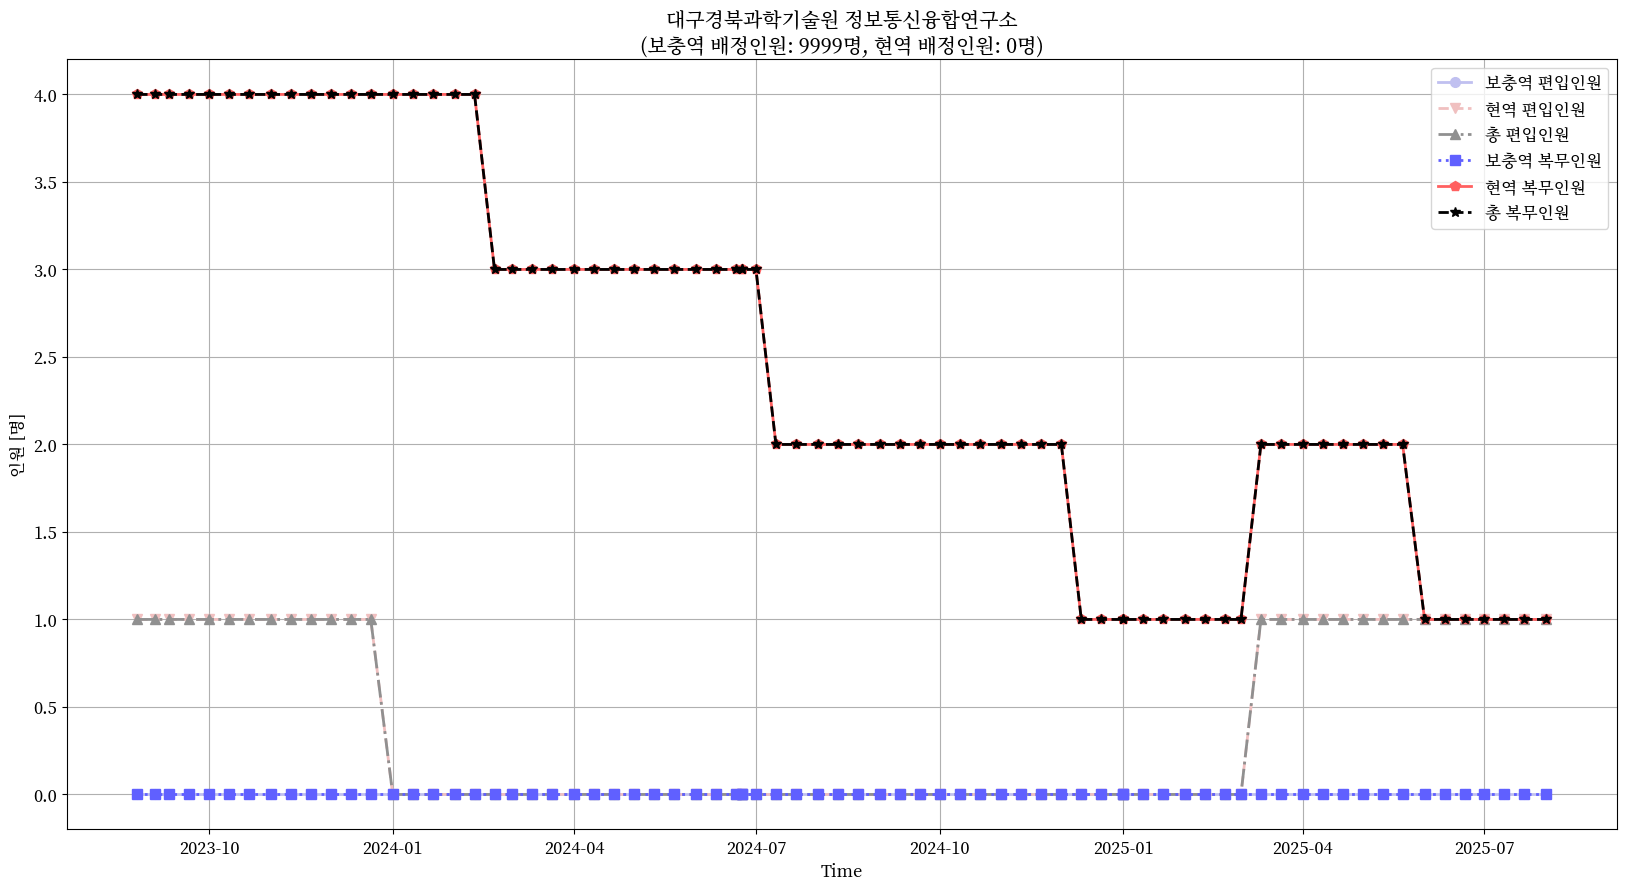 대구경북과학기술원 정보통신융합연구소
(보충역 배정인원: 9999명, 현역 배정인원: 0명)
보충역 편입인원
현역 편입인원
총 편입인원
보충역 복무인원
현역 복무인원
총 복무인원
인원 [명]
4.0
3.5
3.0
2.5
2.0
1.5
1.0
0.5
0.0
2023-10
2024-01
2024-04
2024-07
2024-10
2025-01
2025-04
2025-07
Time